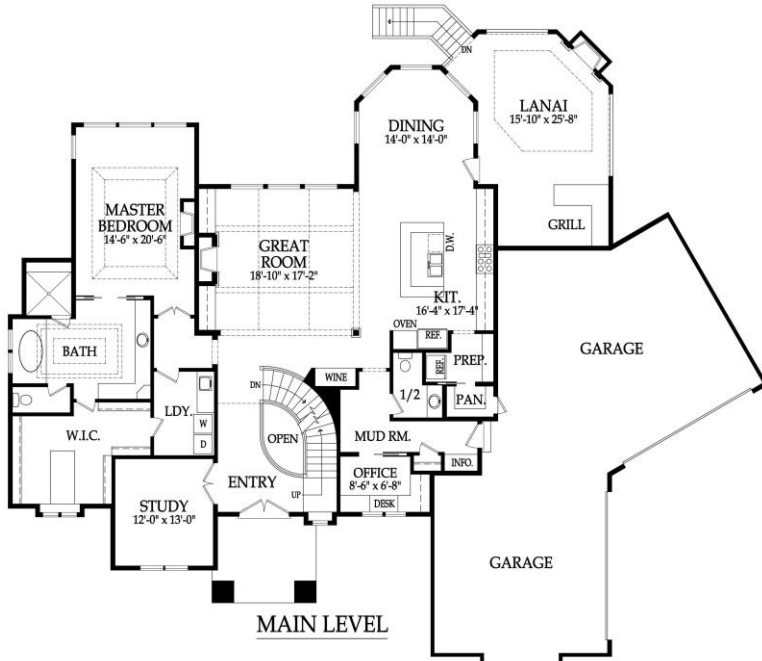 DN
LANAI
15'-10" x 25'-8"
DINING
14'-0" x 14'-0"
MASTER
BEDROOM
14'-6" x 20'-6"
GRILL
GREAT
ROOM
18'-10" x 17'-2"
D.W.
KIT.
16'-4" x 17'-4"
OVEN
REF.
GARAGE
BATH
REF.
PREP.
WINE
DN
1/2
PAN.
LDY.
W
D
OPEN
W.I.C.
MUD RM.
INFO.
OFFICE
8'-6" x 6'-8"
DESK
ENTRY
UP
STUDY
12'-0" x 13'-0"
GARAGE
MAIN LEVEL